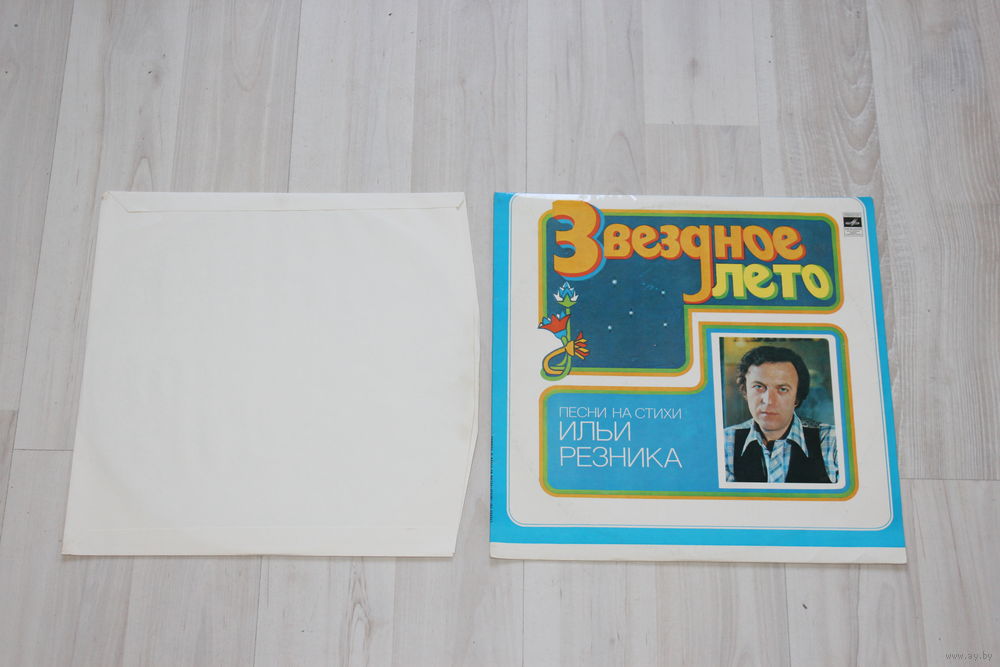 Звездное
лето
ПЕСНИ НА СТИХИ
ИЛЬИ
РЕЗНИКА
www.ay.by